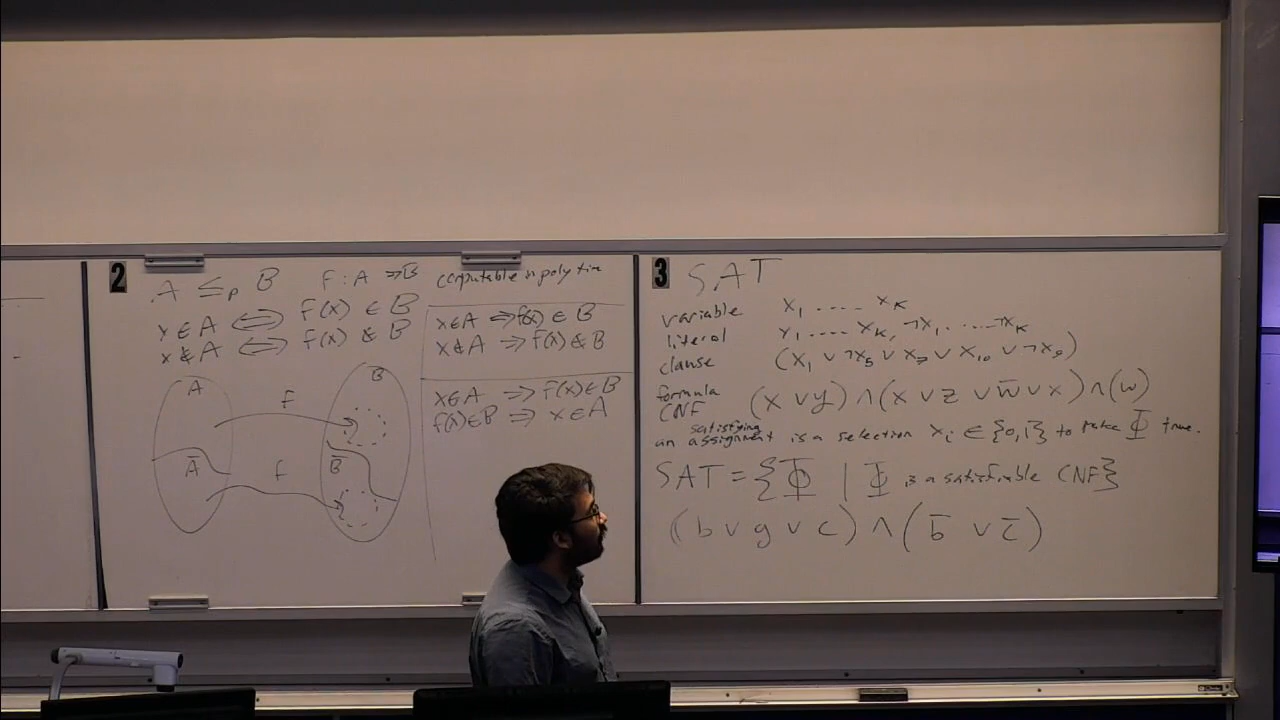 2
A ≤p B f : A → B computable in poly time
x ∈ A ⟺ f(x) ∈ B
x ∉ A ⟺ f(x) ∉ B
A B
f
Ā B̄
f
x ∈ A ⟹ f(x) ∈ B
x ∉ A ⟹ f(x) ∉ B
x ∈ A ⟹ f(x) ∈ B
f(x) ∈ B ⟹ x ∈ A
3 SAT
variable x₁ ..... xₖ
literal x₁ .... xₖ, ¬x₁ ..... ¬xₖ
clause (x₁ ∨ ¬x₅ ∨ x₇ ∨ x₁₀ ∨ ¬x₉)
formula
CNF (x ∨ y) ∧ (x ∨ z ∨ w̄ ∨ x) ∧ (w)
satisfying
an assignment is a selection xᵢ ∈ {0,1} to make Φ true.
SAT = {Φ | Φ is a satisfiable CNF}
(b ∨ g ∨ c) ∧ (b̄ ∨ c̄)